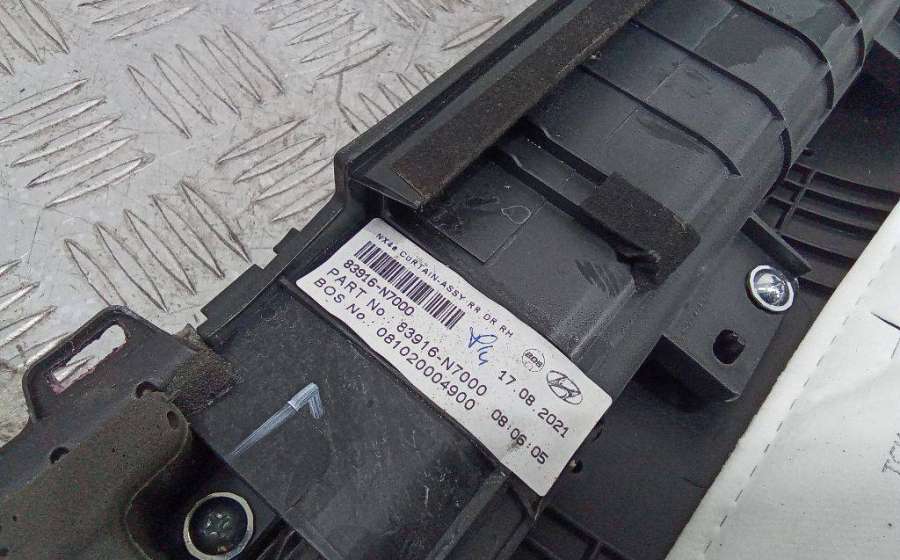 NX4e CURTAIN-ASSY RR DR RH
83916-N7000
PART No.: 83916-N7000 17.08.2021
BOS No.: 081020004900 08:06:05
BOS